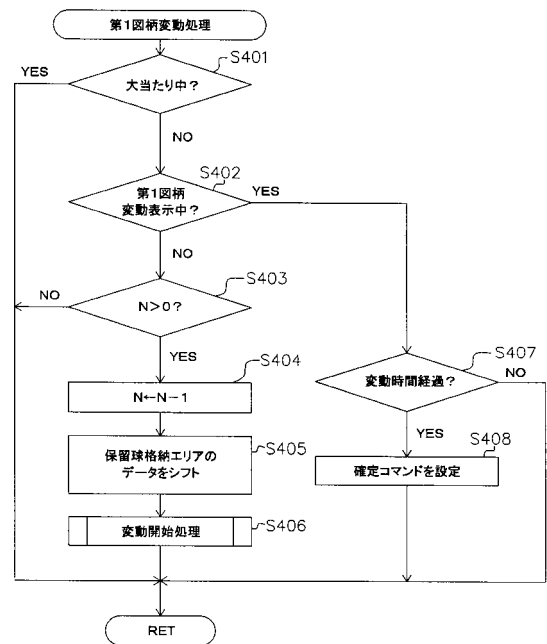 第1図柄変動処理
S401
YES
大当たり中？
NO
S402
第1図柄
変動表示中？
YES
NO
S403
NO
N＞0？
YES
S404
N←N－1
S407
変動時間経過？
NO
YES
S405
保留球格納エリアの
データをシフト
S408
確定コマンドを設定
S406
変動開始処理
RET